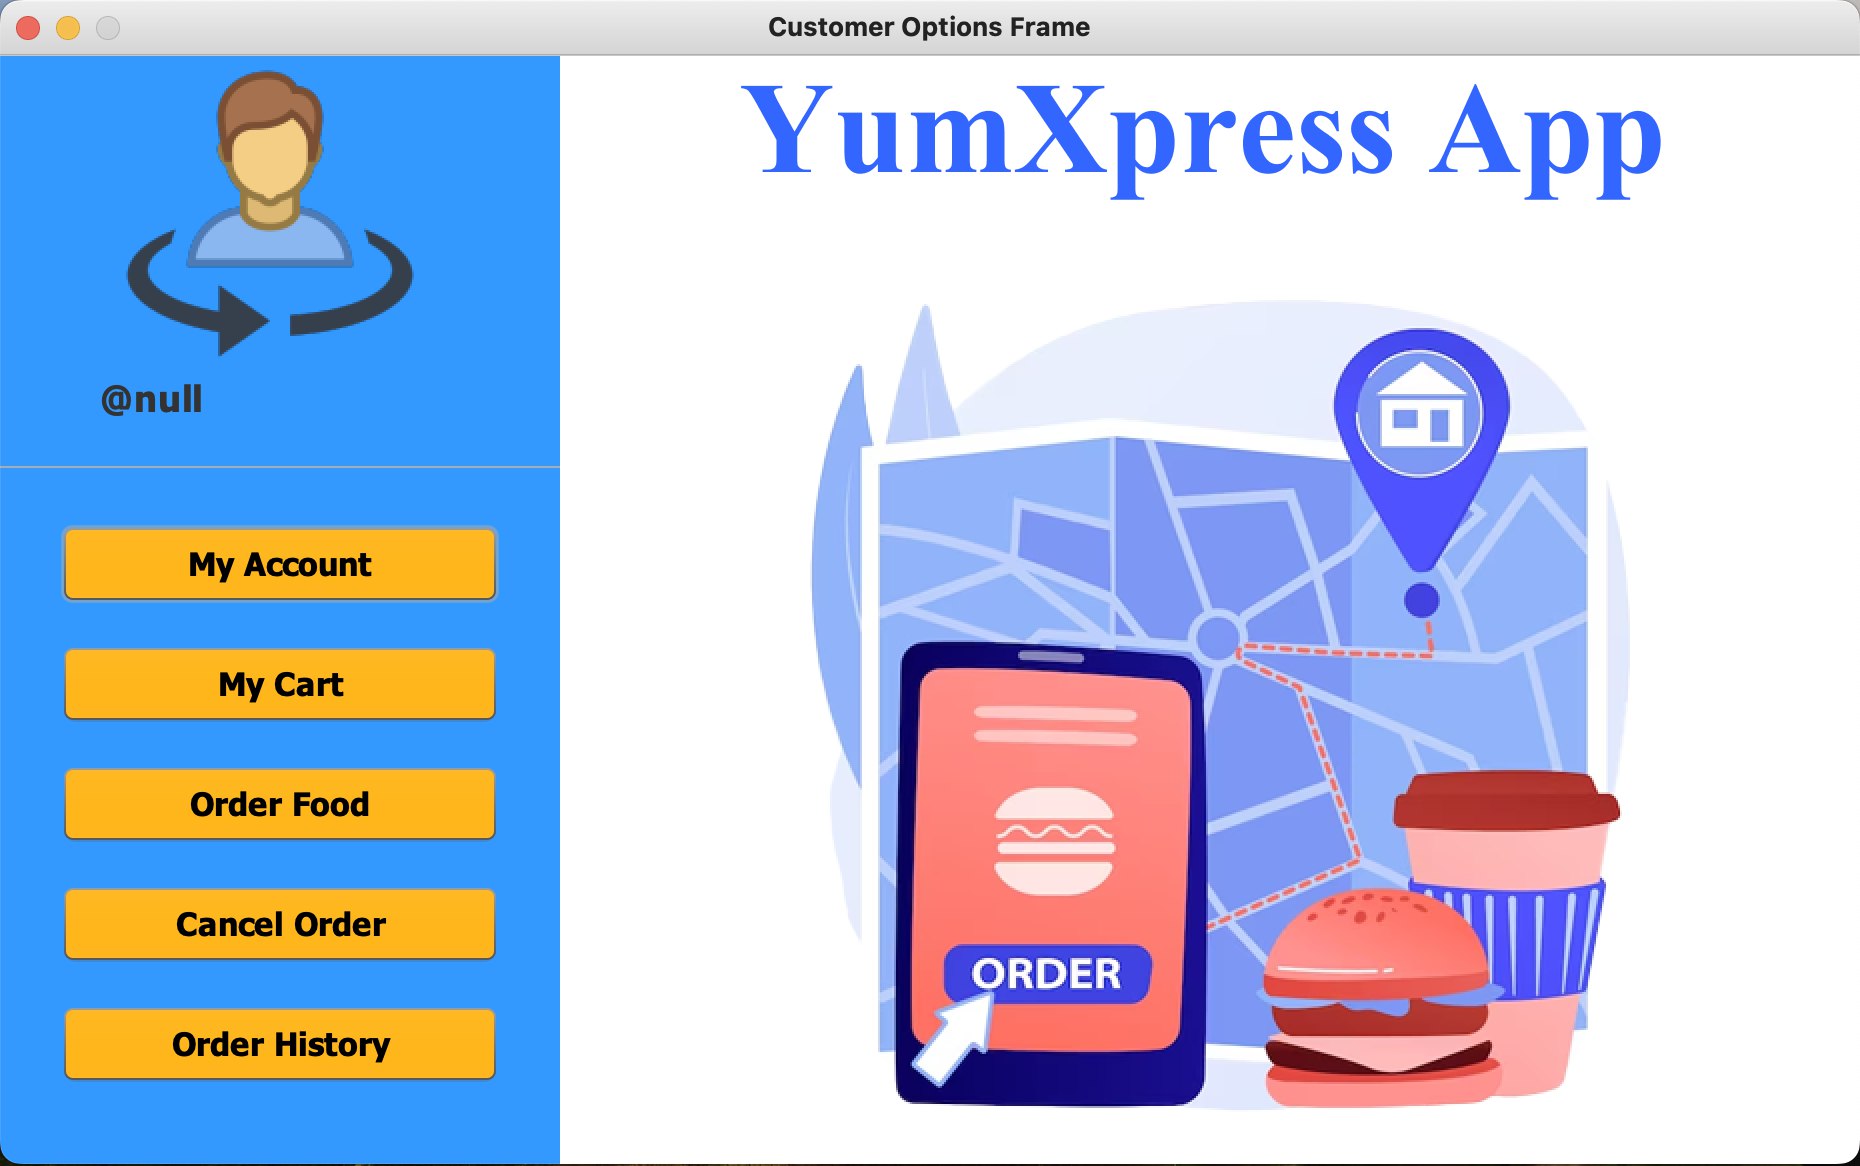 Customer Options Frame
YumXpress App
@null
My Account
My Cart
Order Food
Cancel Order
Order History
ORDER